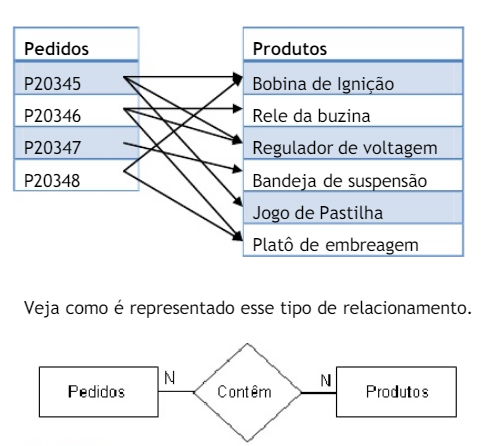 Pedidos Produtos
P20345 Bobina de Ignição
P20346 Rele da buzina
P20347 Regulador de voltagem
P20348 Bandeja de suspensão
Jogo de Pastilha
Platô de embreagem
Veja como é representado esse tipo de relacionamento.
Pedidos N Contêm N Produtos